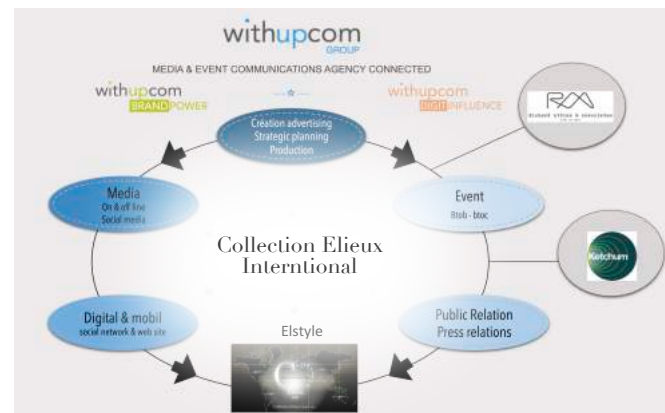 withupcom
GROUP
MEDIA & EVENT COMMUNICATIONS AGENCY CONNECTED
withupcom
BRANDPOWER
withupcom
DIGITINFLUENCE
RM
Création advertising
Strategic planning
Production
Media
On & off line
Social media
Event
Btob - btoc
Collection Elieux
Interntional
Ketchum
Digital & mobil
social network & web site
Public Relation
Press relations
Elstyle